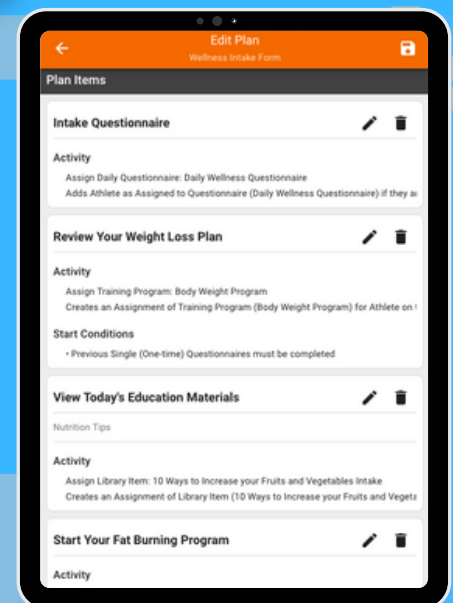 Edit Plan
Wellness Intake Form
Plan Items
Intake Questionnaire
Activity
Assign Daily Questionnaire: Daily Wellness Questionnaire
Adds Athlete as Assigned to Questionnaire (Daily Wellness Questionnaire) if they
Review Your Weight Loss Plan
Activity
Assign Training Program: Body Weight Program
Creates an Assignment of Training Program (Body Weight Program) for Athlete on
Start Conditions
• Previous Single (One-time) Questionnaires must be completed
View Today's Education Materials
Nutrition Tips
Activity
Assign Library Item: 10 Ways to Increase your Fruits and Vegetables Intake
Creates an Assignment of Library Item (10 Ways to Increase your Fruits and
Start Your Fat Burning Program
Activity